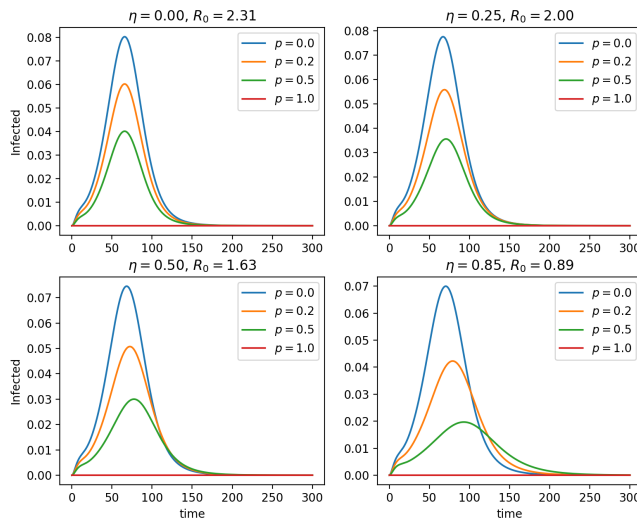 η = 0.00, R₀ = 2.31
0.08
0.07
0.06
0.05
0.04
0.03
0.02
0.01
0.00
Infected
p = 0.0
p = 0.2
p = 0.5
p = 1.0
0 50 100 150 200 250 300
η = 0.25, R₀ = 2.00
0.08
0.07
0.06
0.05
0.04
0.03
0.02
0.01
0.00
p = 0.0
p = 0.2
p = 0.5
p = 1.0
0 50 100 150 200 250 300
η = 0.50, R₀ = 1.63
0.07
0.06
0.05
0.04
0.03
0.02
0.01
0.00
Infected
p = 0.0
p = 0.2
p = 0.5
p = 1.0
0 50 100 150 200 250 300
time
η = 0.85, R₀ = 0.89
0.07
0.06
0.05
0.04
0.03
0.02
0.01
0.00
p = 0.0
p = 0.2
p = 0.5
p = 1.0
0 50 100 150 200 250 300
time